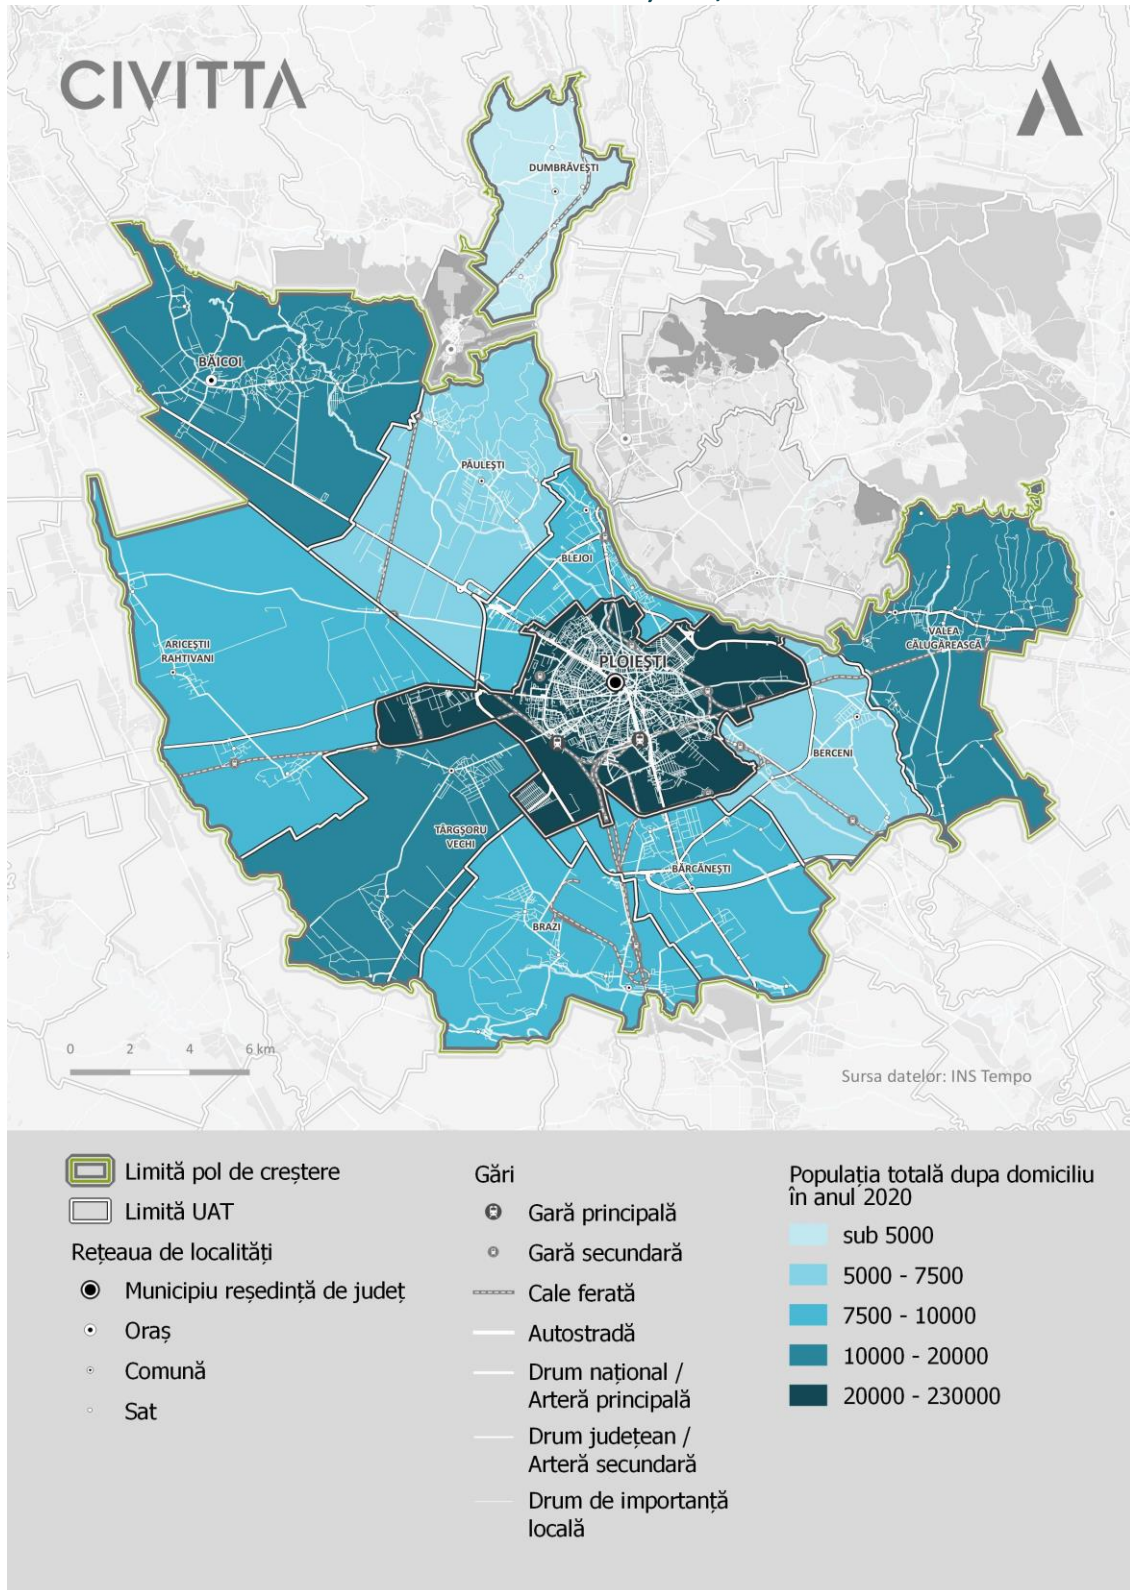 CIVITTA
DUMBRĂVEȘTI
BĂICOI
PĂULEȘTI
BLEJOI
ARICEȘTII
RAHTIVANI
PLOIEȘTI
VALEA
CĂLUGĂREASCĂ
BERCENI
TÂRGȘORU
VECHI
BĂRCĂNEȘTI
BRAZI
0 2 4 6 km
Sursa datelor: INS Tempo
Limită pol de creștere
Limită UAT
Rețeaua de localități
Municipiu reședință de județ
Oraș
Comună
Sat
Gări
Gară principală
Gară secundară
Cale ferată
Autostradă
Drum național /
Arteră principală
Drum județean /
Arteră secundară
Drum de importanță
locală
Populația totală dupa domiciliu
în anul 2020
sub 5000
5000 - 7500
7500 - 10000
10000 - 20000
20000 - 230000